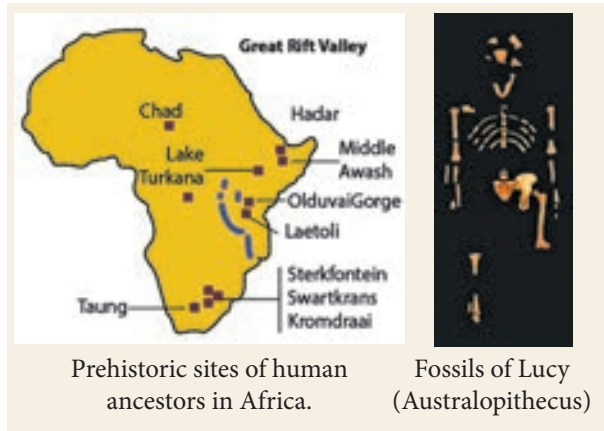 Great Rift Valley
Chad
Hadar
Lake
Turkana
Middle
Awash
OlduvaiGorge
Laetoli
Sterkfontein
Swartkrans
Kromdraai
Taung
Prehistoric sites of human
ancestors in Africa.
Fossils of Lucy
(Australopithecus)